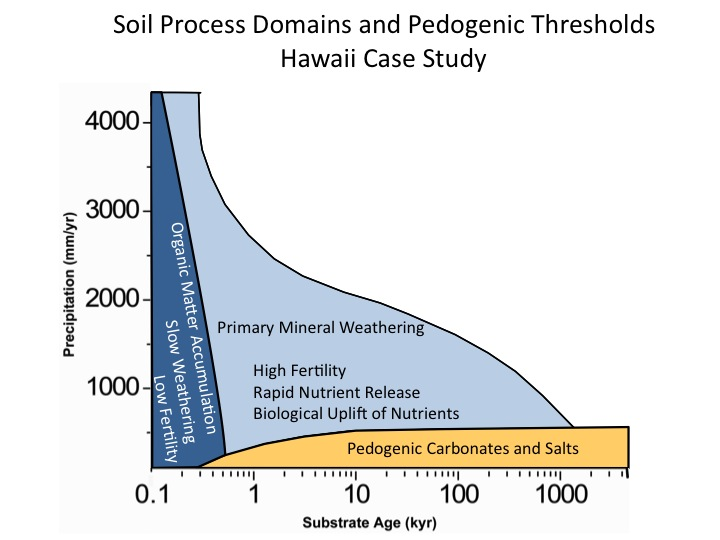 Soil Process Domains and Pedogenic Thresholds
Hawaii Case Study
Precipitation (mm/yr)
4000
3000
2000
1000
Organic Matter Accumulation
Slow Weathering
Low Fertility
Primary Mineral Weathering
High Fertility
Rapid Nutrient Release
Biological Uplift of Nutrients
Pedogenic Carbonates and Salts
0.1
1
10
100
1000
Substrate Age (kyr)